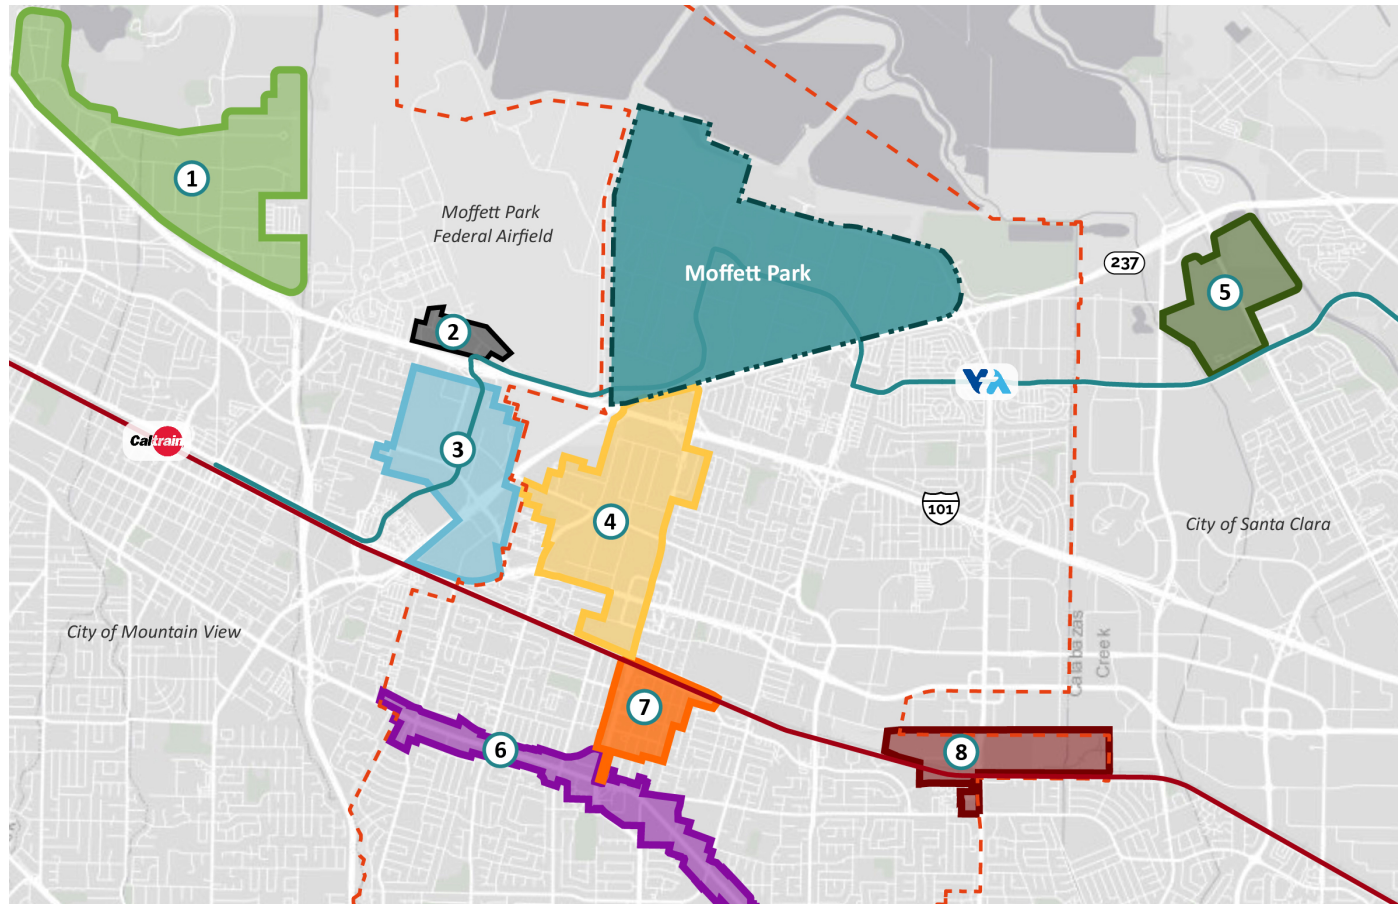 1
Moffett Park
Federal Airfield
Moffett Park
237
5
2
VTA
Caltrain
3
101
4
City of Santa Clara
City of Mountain View
Calabazas
Creek
7
6
8